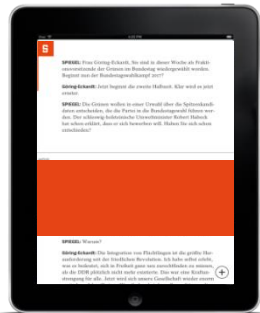 S
SPIEGEL: Frau Göring-Eckardt, Sie sind in dieser Woche als Frakti-
onsvorsitzende der Grünen im Bundestag wiedergewählt worden.
Beginnt nun der Bundestagswahlkampf 2017?
Göring-Eckardt: Jetzt beginnt die zweite Halbzeit. Klar wird es jetzt
ernster.
SPIEGEL: Die Grünen wollen in einer Urwahl über die Spitzenkandi-
daten entscheiden, die die Partei in die Bundestagswahl führen wer-
den. Der schleswig-holsteinische Umweltminister Robert Habeck
hat schon erklärt, dass er sich bewerben will. Haben Sie sich schon
entschieden?
SPIEGEL: Warum?
Göring-Eckardt: Die Integration von Flüchtlingen ist die größte Her-
ausforderung seit der friedlichen Revolution. Ich habe selbst erlebt,
was es bedeutet, sich in Freiheit ganz neu zurechtfinden zu müssen,
als die DDR plötzlich nicht mehr existierte. Das war eine Kraftan-
strengung für alle. Jetzt wird sich unsere Gesellschaft wieder enorm